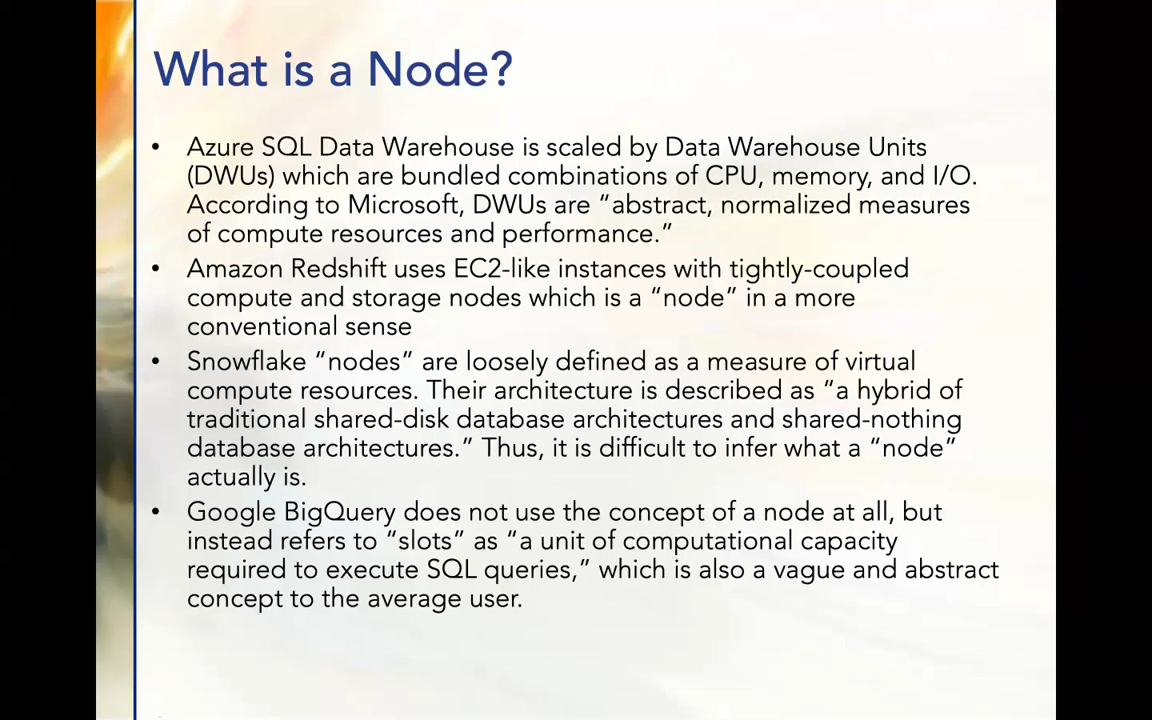 What is a Node?
• Azure SQL Data Warehouse is scaled by Data Warehouse Units
(DWUs) which are bundled combinations of CPU, memory, and I/O.
According to Microsoft, DWUs are “abstract, normalized measures
of compute resources and performance.”
• Amazon Redshift uses EC2-like instances with tightly-coupled
compute and storage nodes which is a “node” in a more
conventional sense
• Snowflake “nodes” are loosely defined as a measure of virtual
compute resources. Their architecture is described as “a hybrid of
traditional shared-disk database architectures and shared-nothing
database architectures.” Thus, it is difficult to infer what a “node”
actually is.
• Google BigQuery does not use the concept of a node at all, but
instead refers to “slots” as “a unit of computational capacity
required to execute SQL queries,” which is also a vague and abstract
concept to the average user.